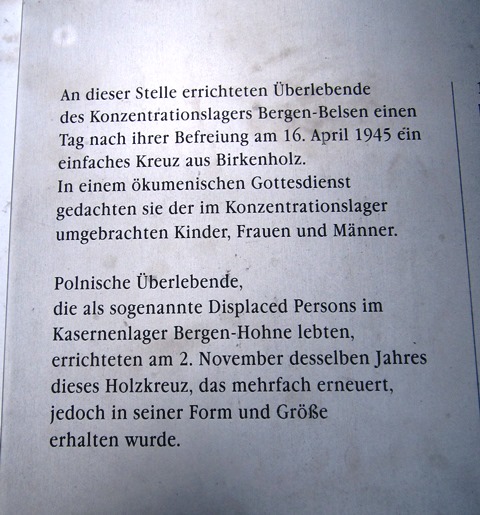 An dieser Stelle errichteten Überlebende
des Konzentrationslagers Bergen-Belsen einen
Tag nach ihrer Befreiung am 16. April 1945 ein
einfaches Kreuz aus Birkenholz.
In einem ökumenischen Gottesdienst
gedachten sie der im Konzentrationslager
umgebrachten Kinder, Frauen und Männer.
Polnische Überlebende,
die als sogenannte Displaced Persons im
Kasernenlager Bergen-Hohne lebten,
errichteten am 2. November desselben Jahres
dieses Holzkreuz, das mehrfach erneuert,
jedoch in seiner Form und Größe
erhalten wurde.